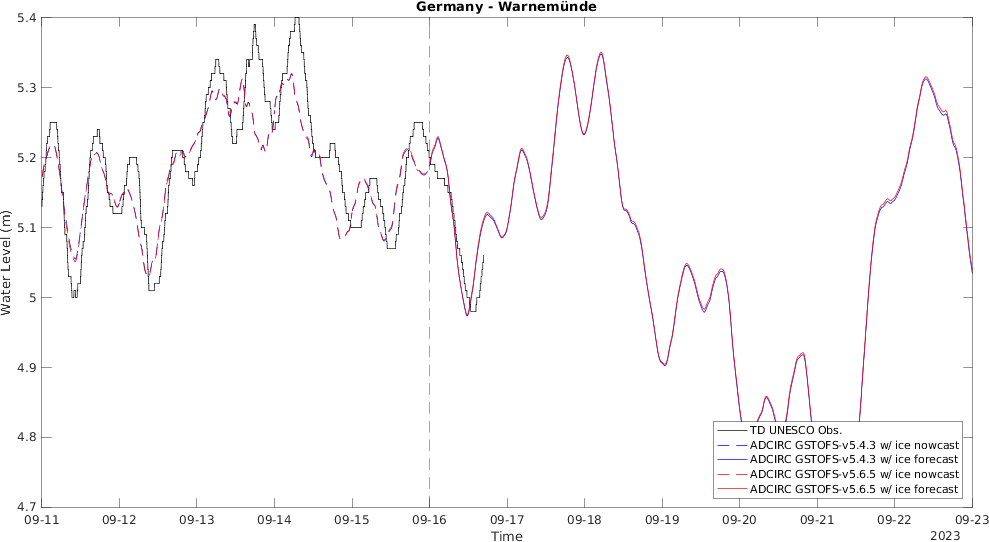 Germany - Warnemünde
5.4
5.3
5.2
5.1
5
4.9
4.8
4.7
Water Level (m)
TD UNESCO Obs.
ADCIRC GSTOFS-v5.4.3 w/ ice nowcast
ADCIRC GSTOFS-v5.4.3 w/ ice forecast
ADCIRC GSTOFS-v5.6.5 w/ ice nowcast
ADCIRC GSTOFS-v5.6.5 w/ ice forecast
09-11 09-12 09-13 09-14 09-15 09-16 09-17 09-18 09-19 09-20 09-21 09-22 09-23
Time
2023